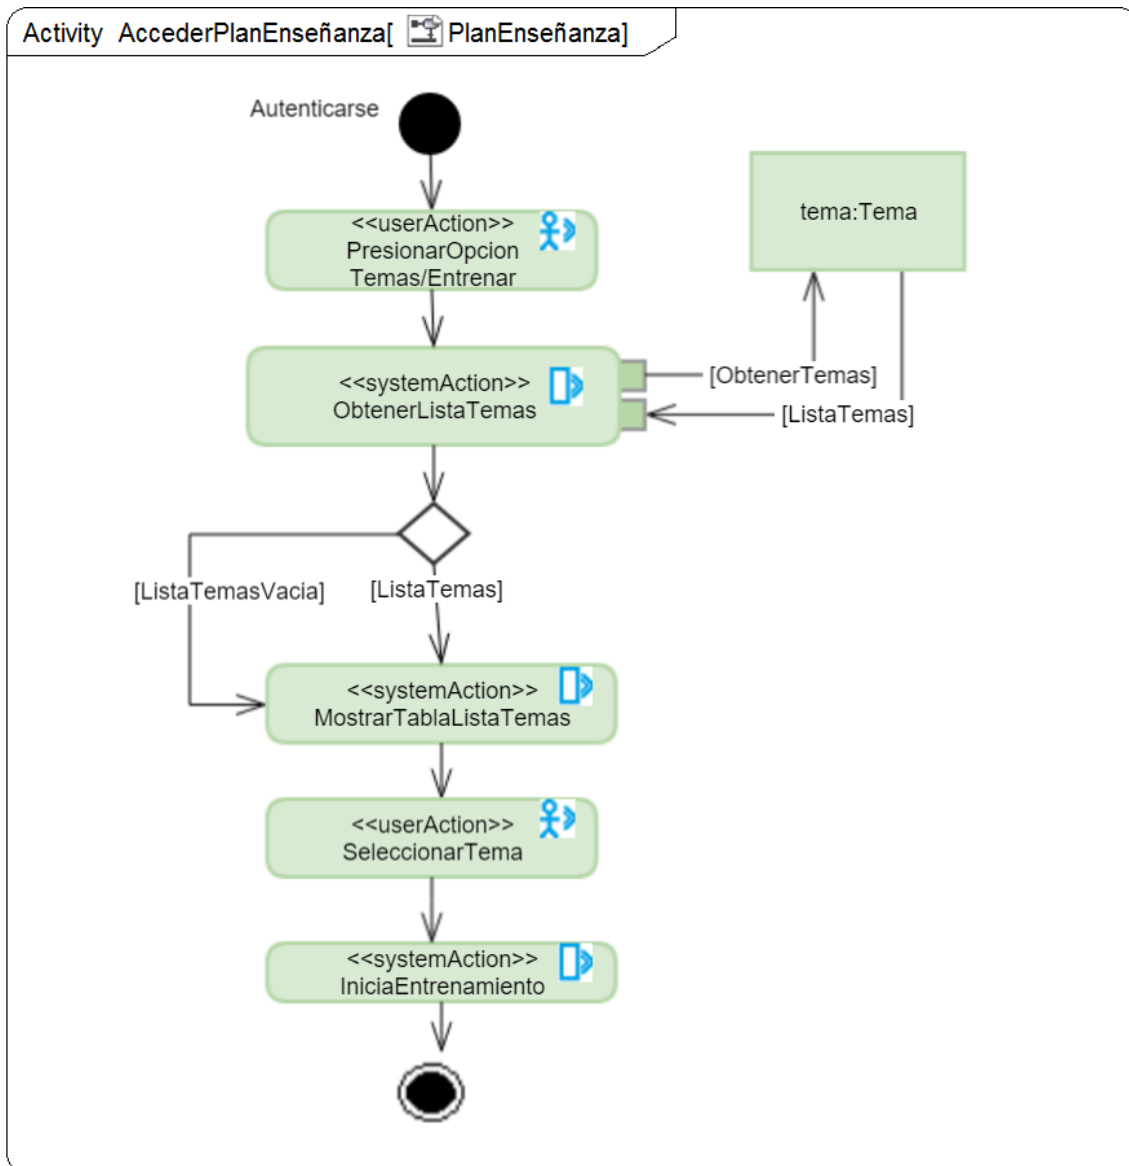 Activity AccederPlanEnseñanza[ PlanEnseñanza]
Autenticarse
<<userAction>>
PresionarOpcion
Temas/Entrenar
tema:Tema
<<systemAction>>
ObtenerListaTemas
[ObtenerTemas]
[ListaTemas]
[ListaTemasVacia]
[ListaTemas]
<<systemAction>>
MostrarTablaListaTemas
<<userAction>>
SeleccionarTema
<<systemAction>>
IniciaEntrenamiento